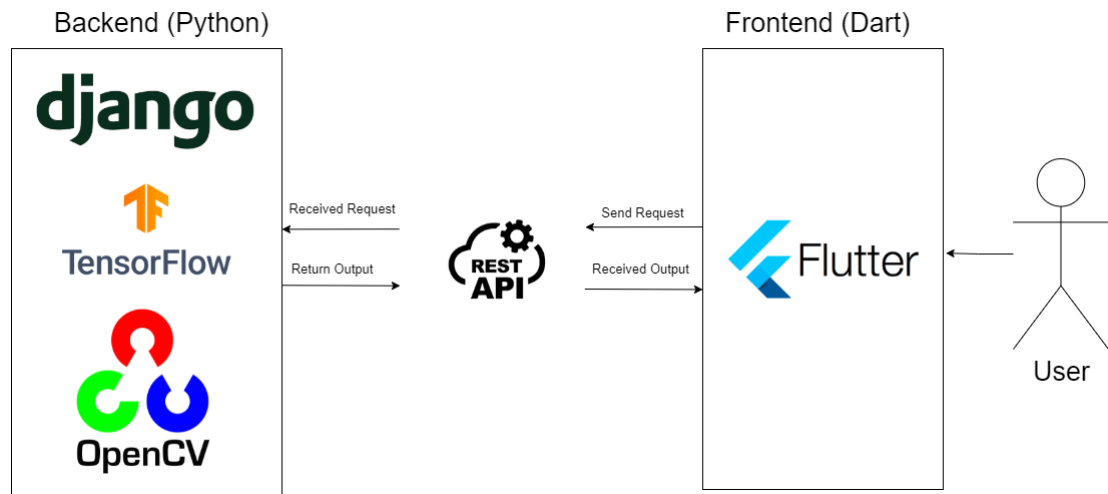 Backend (Python)
Frontend (Dart)
django
TensorFlow
OpenCV
Received Request
Return Output
REST
API
Send Request
Received Output
Flutter
User